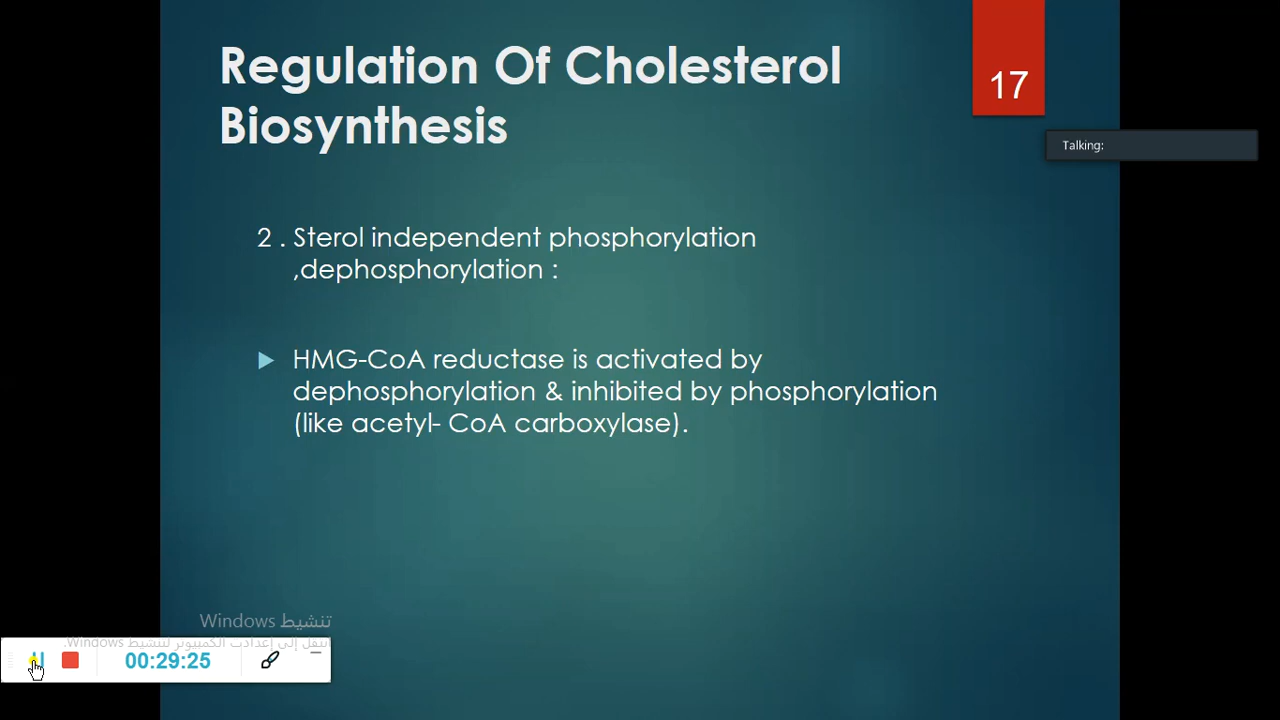 Regulation Of Cholesterol
Biosynthesis
17
Talking:
2 . Sterol independent phosphorylation
,dephosphorylation :
HMG-CoA reductase is activated by
dephosphorylation & inhibited by phosphorylation
(like acetyl- CoA carboxylase).
تنشيط Windows
انتقل إلى إعدادات الكمبيوتر لتنشيط Windows.
00:29:25